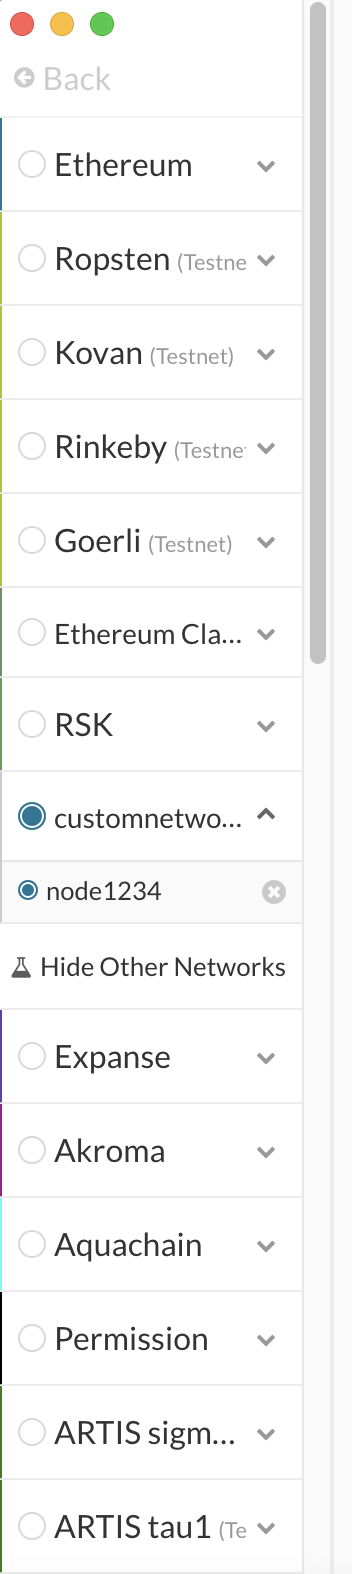 Back
Ethereum
Ropsten (Testne
Kovan (Testnet)
Rinkeby (Testne
Goerli (Testnet)
Ethereum Cla...
RSK
customnetwo...
node1234
Hide Other Networks
Expanse
Akroma
Aquachain
Permission
ARTIS sigm...
ARTIS tau1 (Te